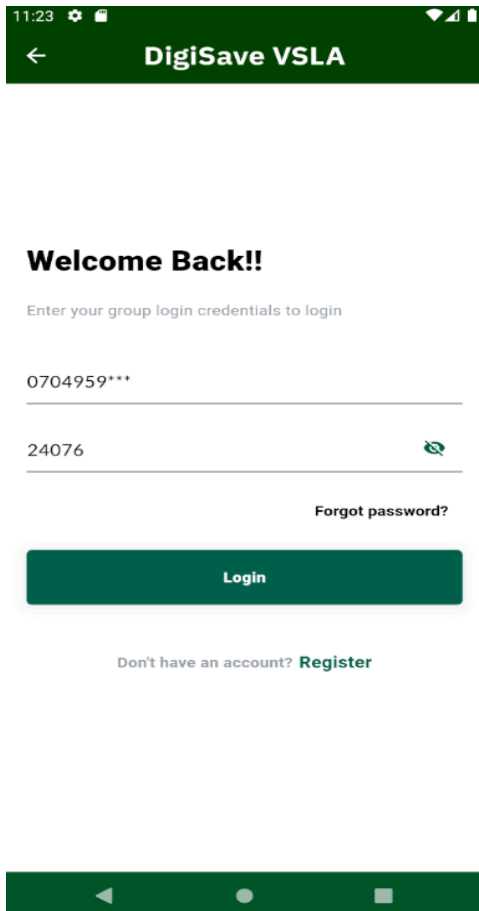 11:23
DigiSave VSLA
Welcome Back!!
Enter your group login credentials to login
0704959***
24076
Forgot password?
Login
Don't have an account? Register